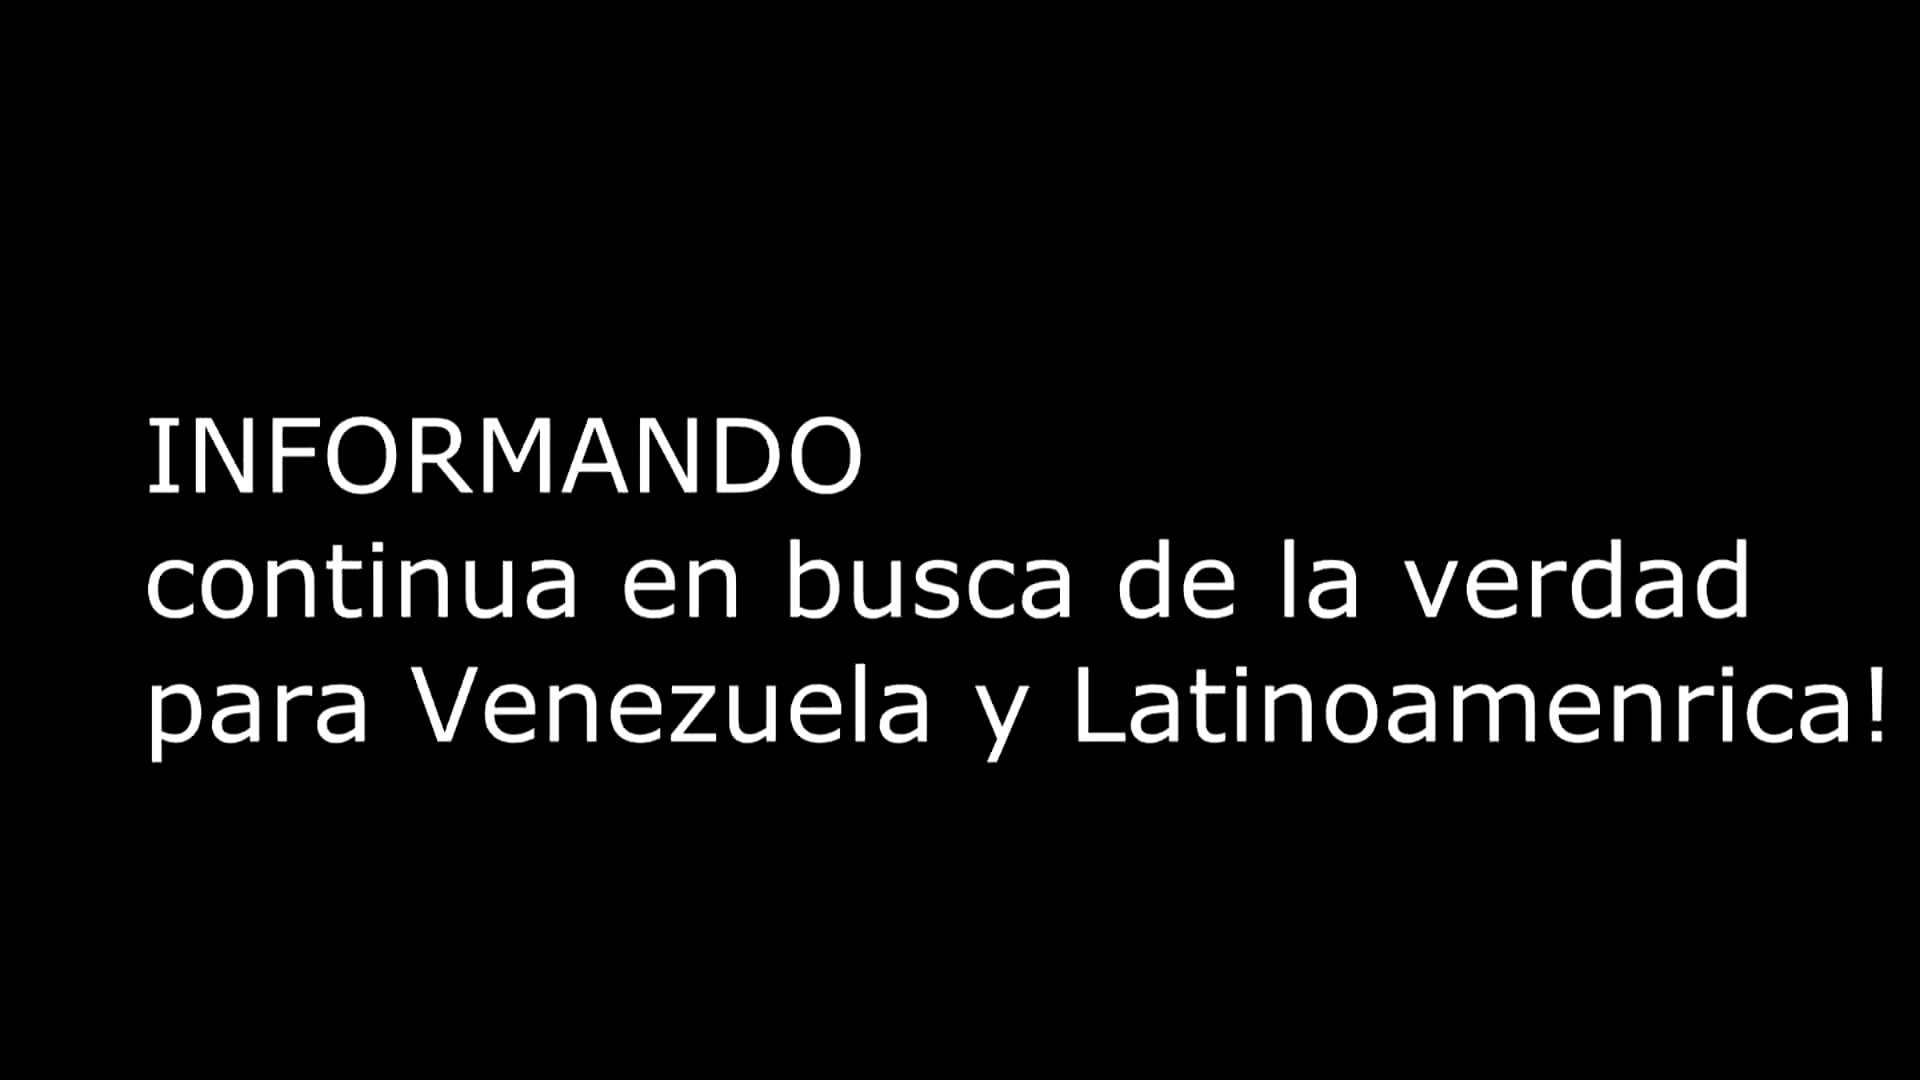 INFORMANDO
continua en busca de la verdad
para Venezuela y Latinoamenrica!